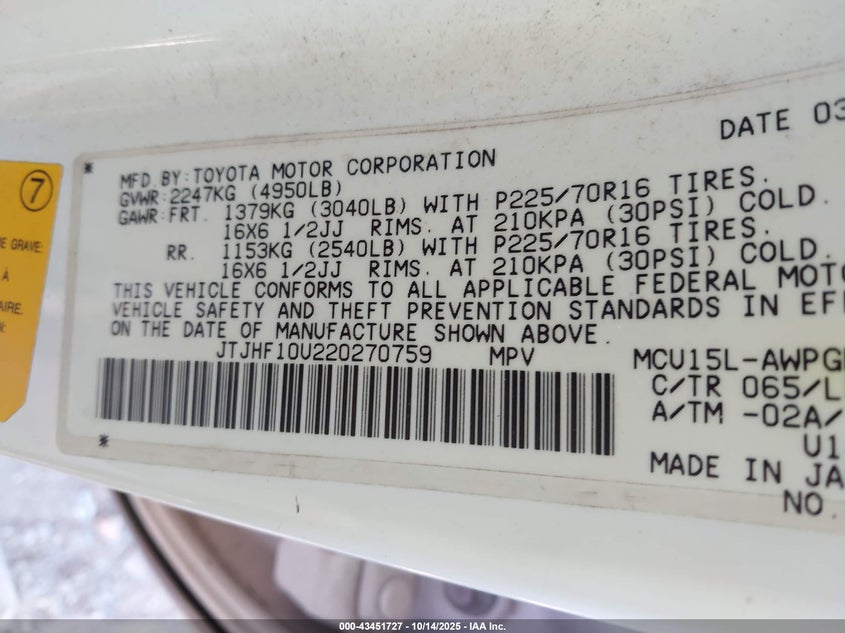 DATE 03
*
MFD.BY:TOYOTA MOTOR CORPORATION
GVWR:2247KG (4950LB)
GAWR:FRT. 1379KG (3040LB) WITH P225/70R16 TIRES.
16X6 1/2JJ RIMS. AT 210KPA (30PSI) COLD.
RR. 1153KG (2540LB) WITH P225/70R16 TIRES.
16X6 1/2JJ RIMS. AT 210KPA (30PSI) COLD.
THIS VEHICLE CONFORMS TO ALL APPLICABLE FEDERAL MOTO
VEHICLE SAFETY AND THEFT PREVENTION STANDARDS IN EFF
ON THE DATE OF MANUFACTURE SHOWN ABOVE.
JTJHF10U220270759 MPV MCU15L-AWPG
C/TR 065/L
A/TM -02A/
U1
*
MADE IN JA
NO.
7
E GRAVE
À
AIRE.
000-43451727 - 10/14/2025 - IAA Inc.